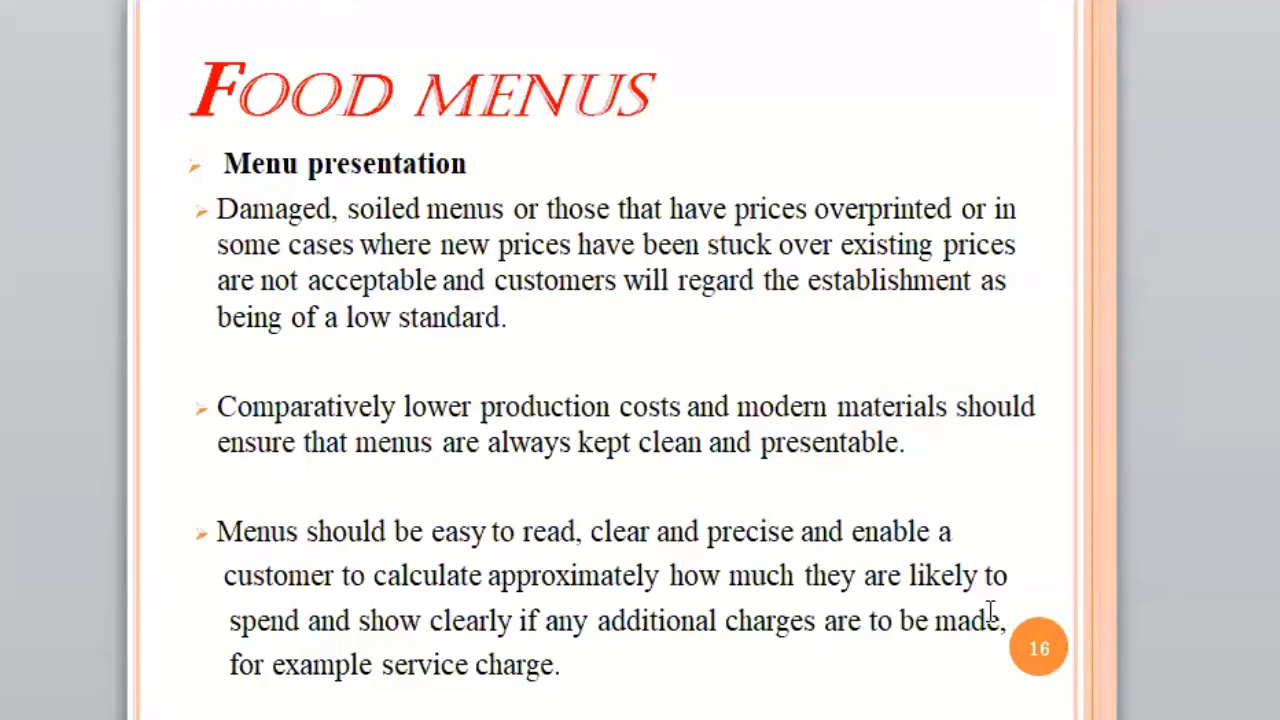 FOOD MENUS
Menu presentation
Damaged, soiled menus or those that have prices overprinted or in
some cases where new prices have been stuck over existing prices
are not acceptable and customers will regard the establishment as
being of a low standard.
Comparatively lower production costs and modern materials should
ensure that menus are always kept clean and presentable.
Menus should be easy to read, clear and precise and enable a
customer to calculate approximately how much they are likely to
spend and show clearly if any additional charges are to be made,
for example service charge.
16